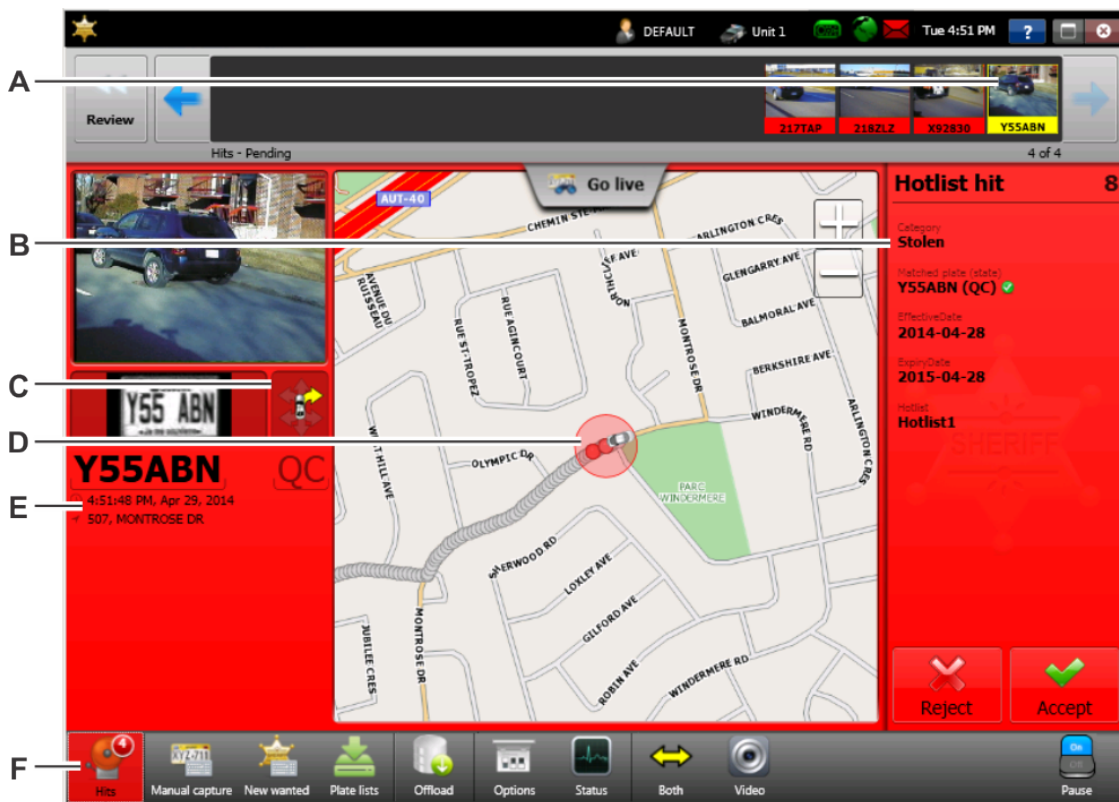 DEFAULT
Unit 1
Tue 4:51 PM
?
A
Review
217TAP
218ZLZ
X92830
Y55ABN
Hits - Pending
4 of 4
Go live
Hotlist hit
8
B
Category
Stolen
Matched plate (state)
Y55ABN (QC)
EffectiveDate
2014-04-28
ExpiryDate
2015-04-28
Hotlist
Hotlist1
SHERIFF
C
Y55 ABN
Y55ABN
QC
D
E
4:51:48 PM, Apr 29, 2014
507, MONTROSE DR
AUT-40
CHEMIN STE-
ARLINGTON CRES
GLENGARRY AVE
BALMORAL AVE
BERKSHIRE AVE
AVENUE DU
RUISSEAU
RUE ST-TROPEZ
RUE AGINCOURT
MONTROSE DR
WINDERMERE RD
ARLINGTON CRES
OLYMPIC DR
PARC
WINDERMERE
SHERWOOD RD
LOXLEY AVE
GILFORD AVE
MONTROSE DR
JUBILEE CRES
ROBIN AVE
WINDERMERE RD
Reject
Accept
F
4
Hits
XYZ-718
Manual capture
New wanted
Plate lists
Offload
Options
Status
Both
Video
On
Off
Pause